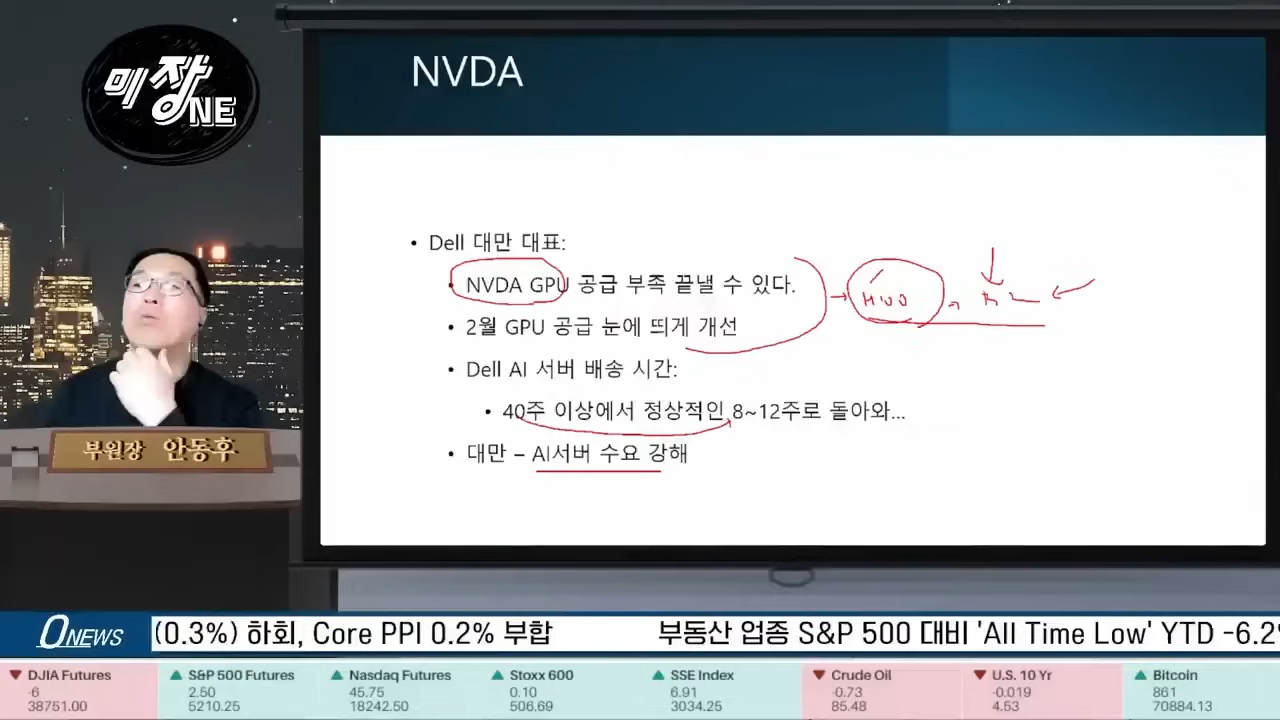 미장
ONE
NVDA
• Dell 대만 대표:
• NVDA GPU 공급 부족 끝낼 수 있다.
• 2월 GPU 공급 눈에 띄게 개선
• Dell AI 서버 배송 시간:
• 40주 이상에서 정상적인 8~12주로 돌아와...
• 대만 – AI서버 수요 강해
H100
부원장 안동후
O NEWS
(0.3%) 하회, Core PPI 0.2% 부합 부동산 업종 S&P 500 대비 'All Time Low' YTD -6.2%
▼ DJIA Futures
-6
38751.00
▲ S&P 500 Futures
2.50
5210.25
▲ Nasdaq Futures
45.75
18242.50
▲ Stoxx 600
0.10
506.69
▲ SSE Index
6.91
3034.25
▼ Crude Oil
-0.73
85.48
▼ U.S. 10 Yr
-0.019
4.53
▲ Bitcoin
861
70884.13